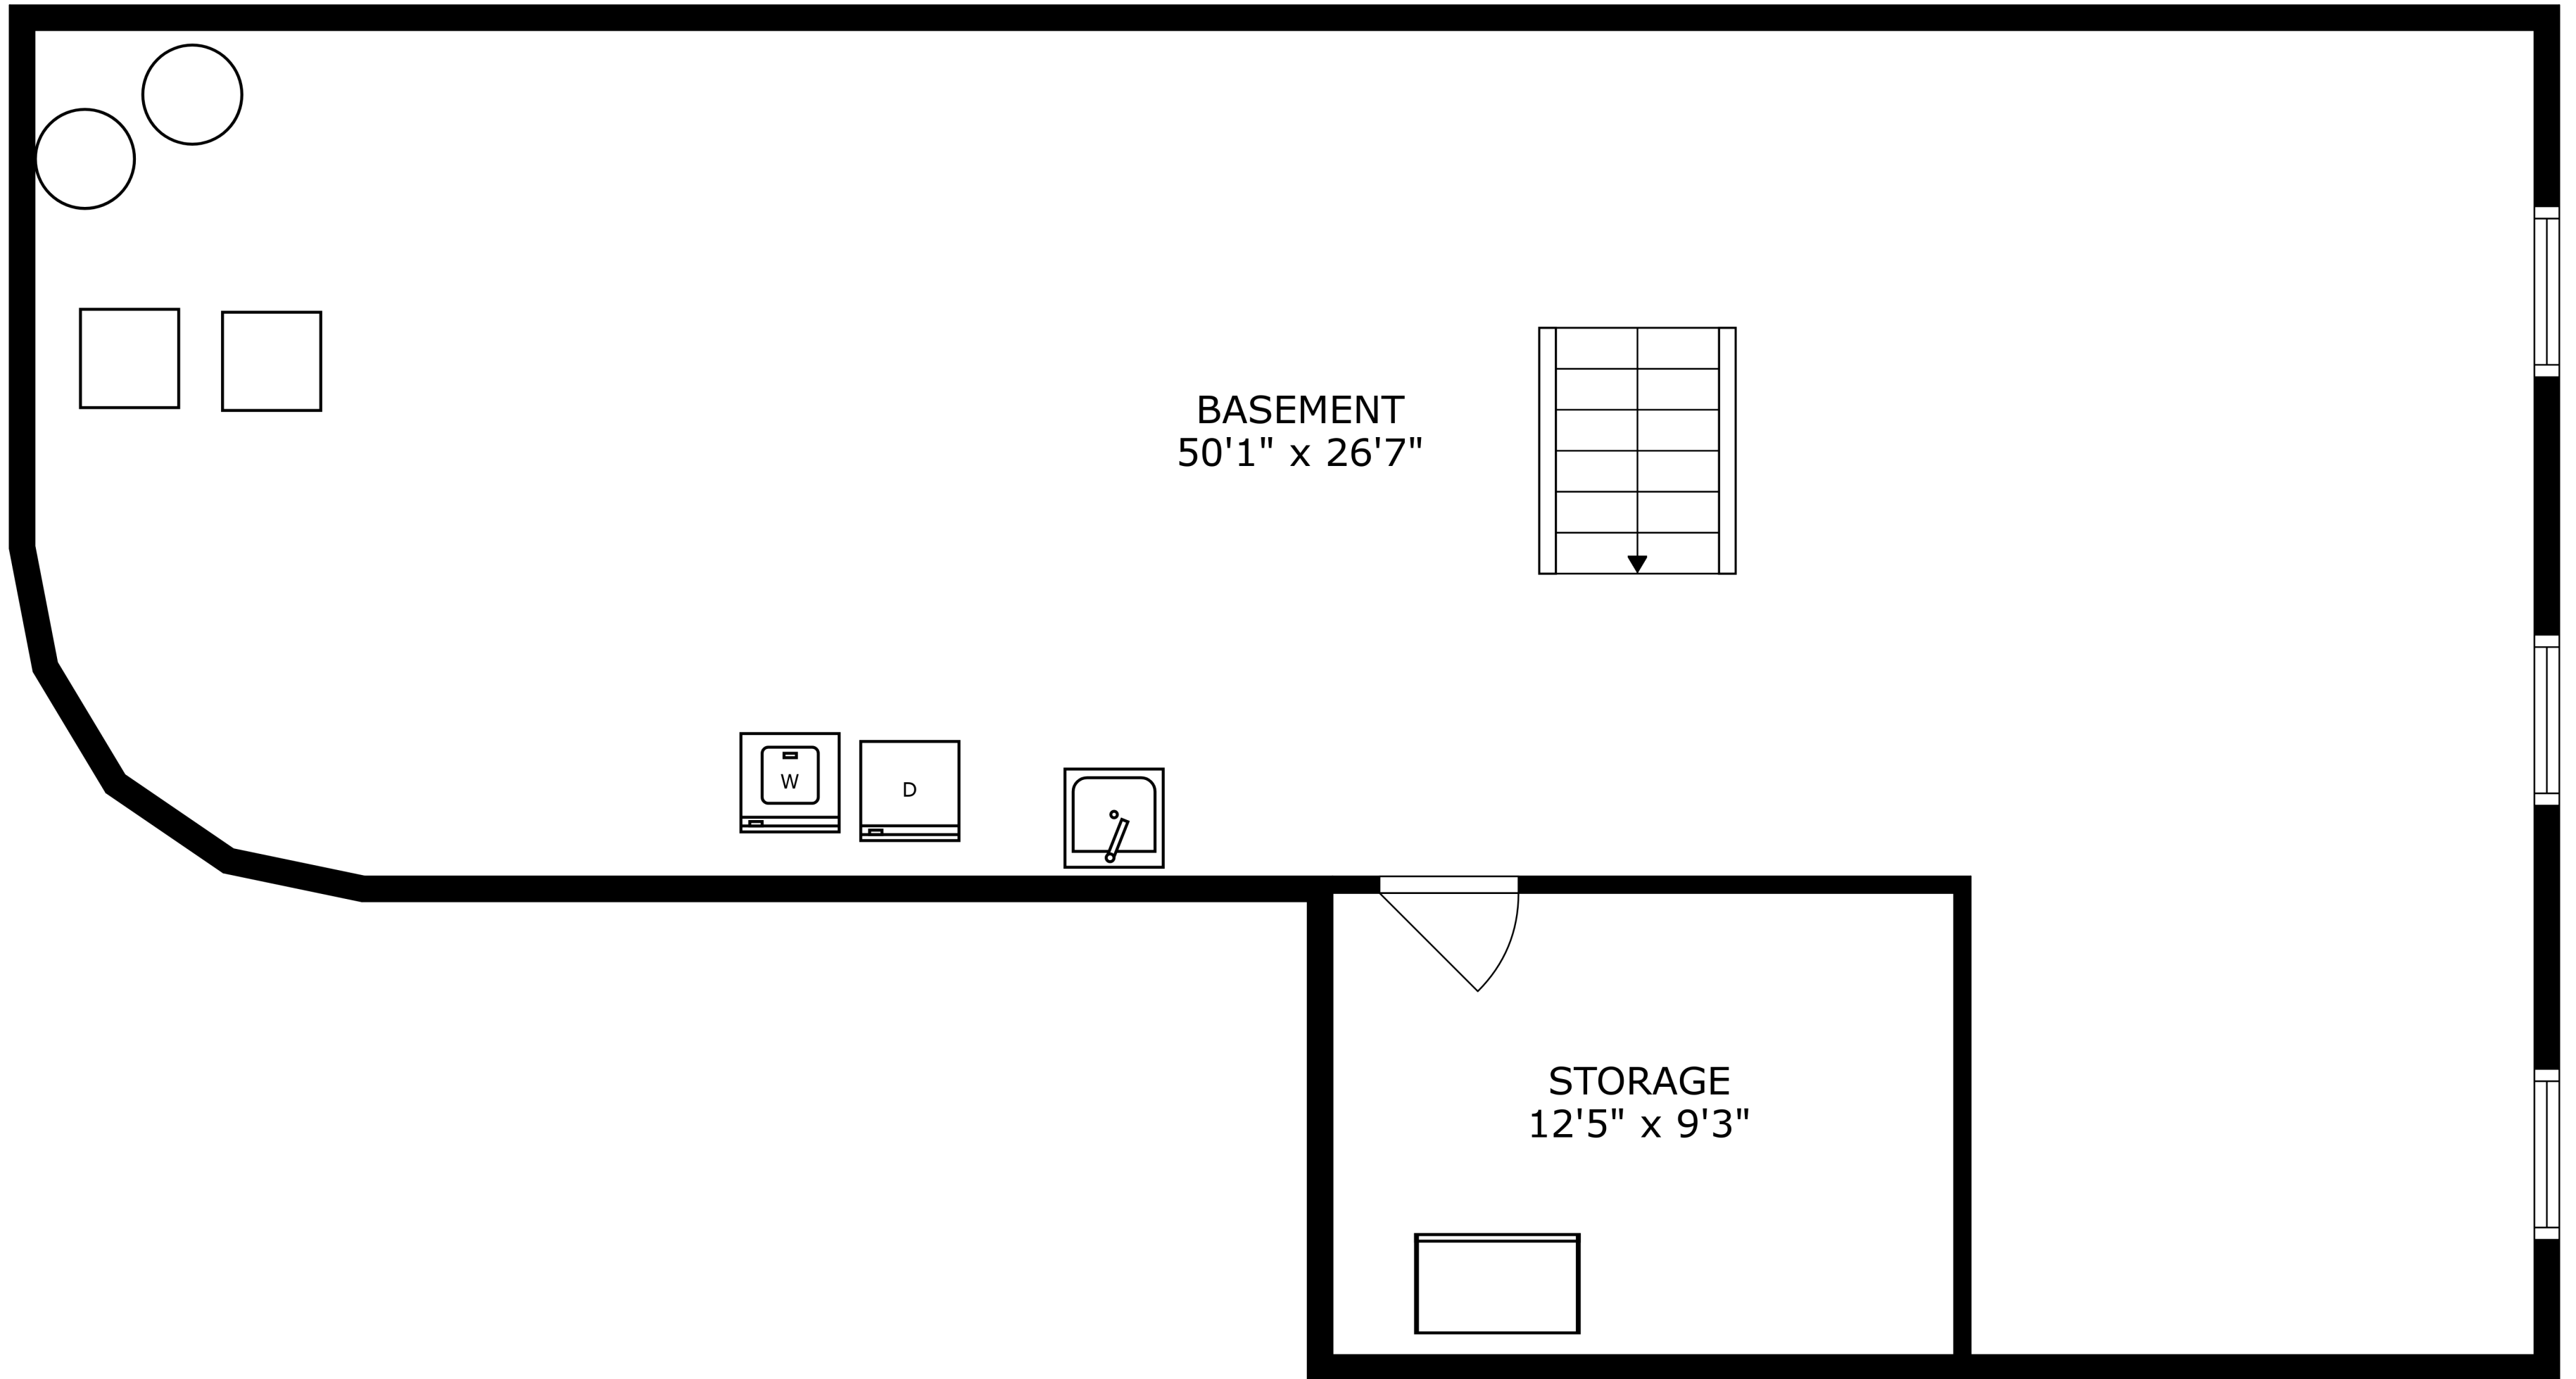 BASEMENT
50'1" x 26'7"
W
D
STORAGE
12'5" x 9'3"